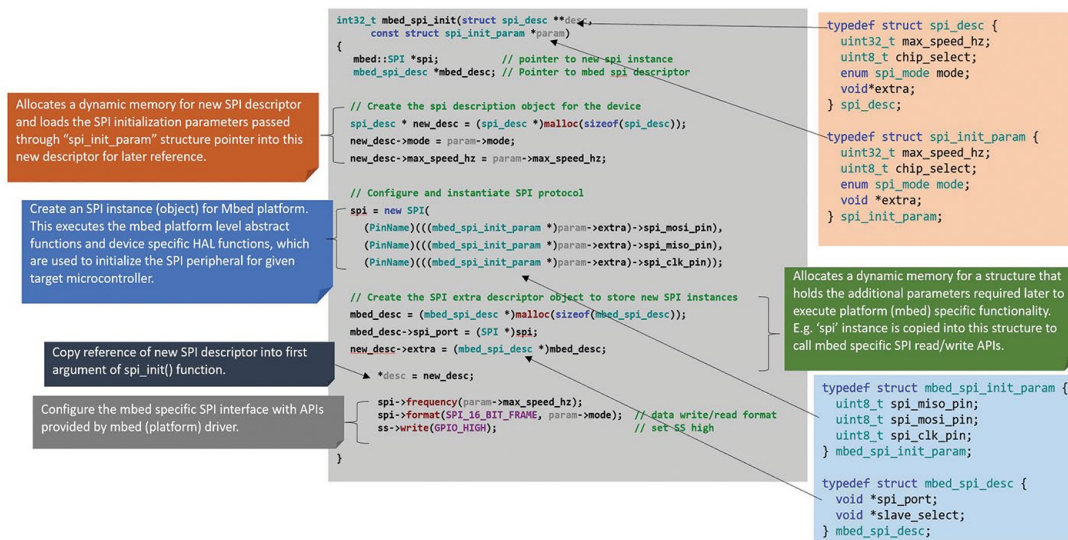 int32_t mbed_spi_init(struct spi_desc **desc,
const struct spi_init_param *param)
{
mbed::SPI *spi; // pointer to new spi instance
mbed_spi_desc *mbed_desc; // Pointer to mbed spi descriptor
// Create the spi description object for the device
spi_desc * new_desc = (spi_desc *)malloc(sizeof(spi_desc));
new_desc->mode = param->mode;
new_desc->max_speed_hz = param->max_speed_hz;
// Configure and instantiate SPI protocol
spi = new SPI(
(PinName)(((mbed_spi_init_param *)param->extra)->spi_mosi_pin),
(PinName)(((mbed_spi_init_param *)param->extra)->spi_miso_pin),
(PinName)(((mbed_spi_init_param *)param->extra)->spi_clk_pin));
// Create the SPI extra descriptor object to store new SPI instances
mbed_desc = (mbed_spi_desc *)malloc(sizeof(mbed_spi_desc));
mbed_desc->spi_port = (SPI *)spi;
new_desc->extra = (mbed_spi_desc *)mbed_desc;
*desc = new_desc;
spi->frequency(param->max_speed_hz);
spi->format(SPI_16_BIT_FRAME, param->mode); // data write/read format
ss->write(GPIO_HIGH); // set SS high
}
Allocates a dynamic memory for new SPI descriptor
and loads the SPI initialization parameters passed
through “spi_init_param” structure pointer into this
new descriptor for later reference.
Create an SPI instance (object) for Mbed platform.
This executes the mbed platform level abstract
functions and device specific HAL functions, which
are used to initialize the SPI peripheral for given
target microcontroller.
Copy reference of new SPI descriptor into first
argument of spi_init() function.
Configure the mbed specific SPI interface with APIs
provided by mbed (platform) driver.
typedef struct spi_desc {
uint32_t max_speed_hz;
uint8_t chip_select;
enum spi_mode mode;
void*extra;
} spi_desc;
typedef struct spi_init_param {
uint32_t max_speed_hz;
uint8_t chip_select;
enum spi_mode mode;
void *extra;
} spi_init_param;
Allocates a dynamic memory for a structure that
holds the additional parameters required later to
execute platform (mbed) specific functionality.
E.g. ‘spi’ instance is copied into this structure to
call mbed specific SPI read/write APIs.
typedef struct mbed_spi_init_param {
uint8_t spi_miso_pin;
uint8_t spi_mosi_pin;
uint8_t spi_clk_pin;
} mbed_spi_init_param;
typedef struct mbed_spi_desc {
void *spi_port;
void *slave_select;
} mbed_spi_desc;